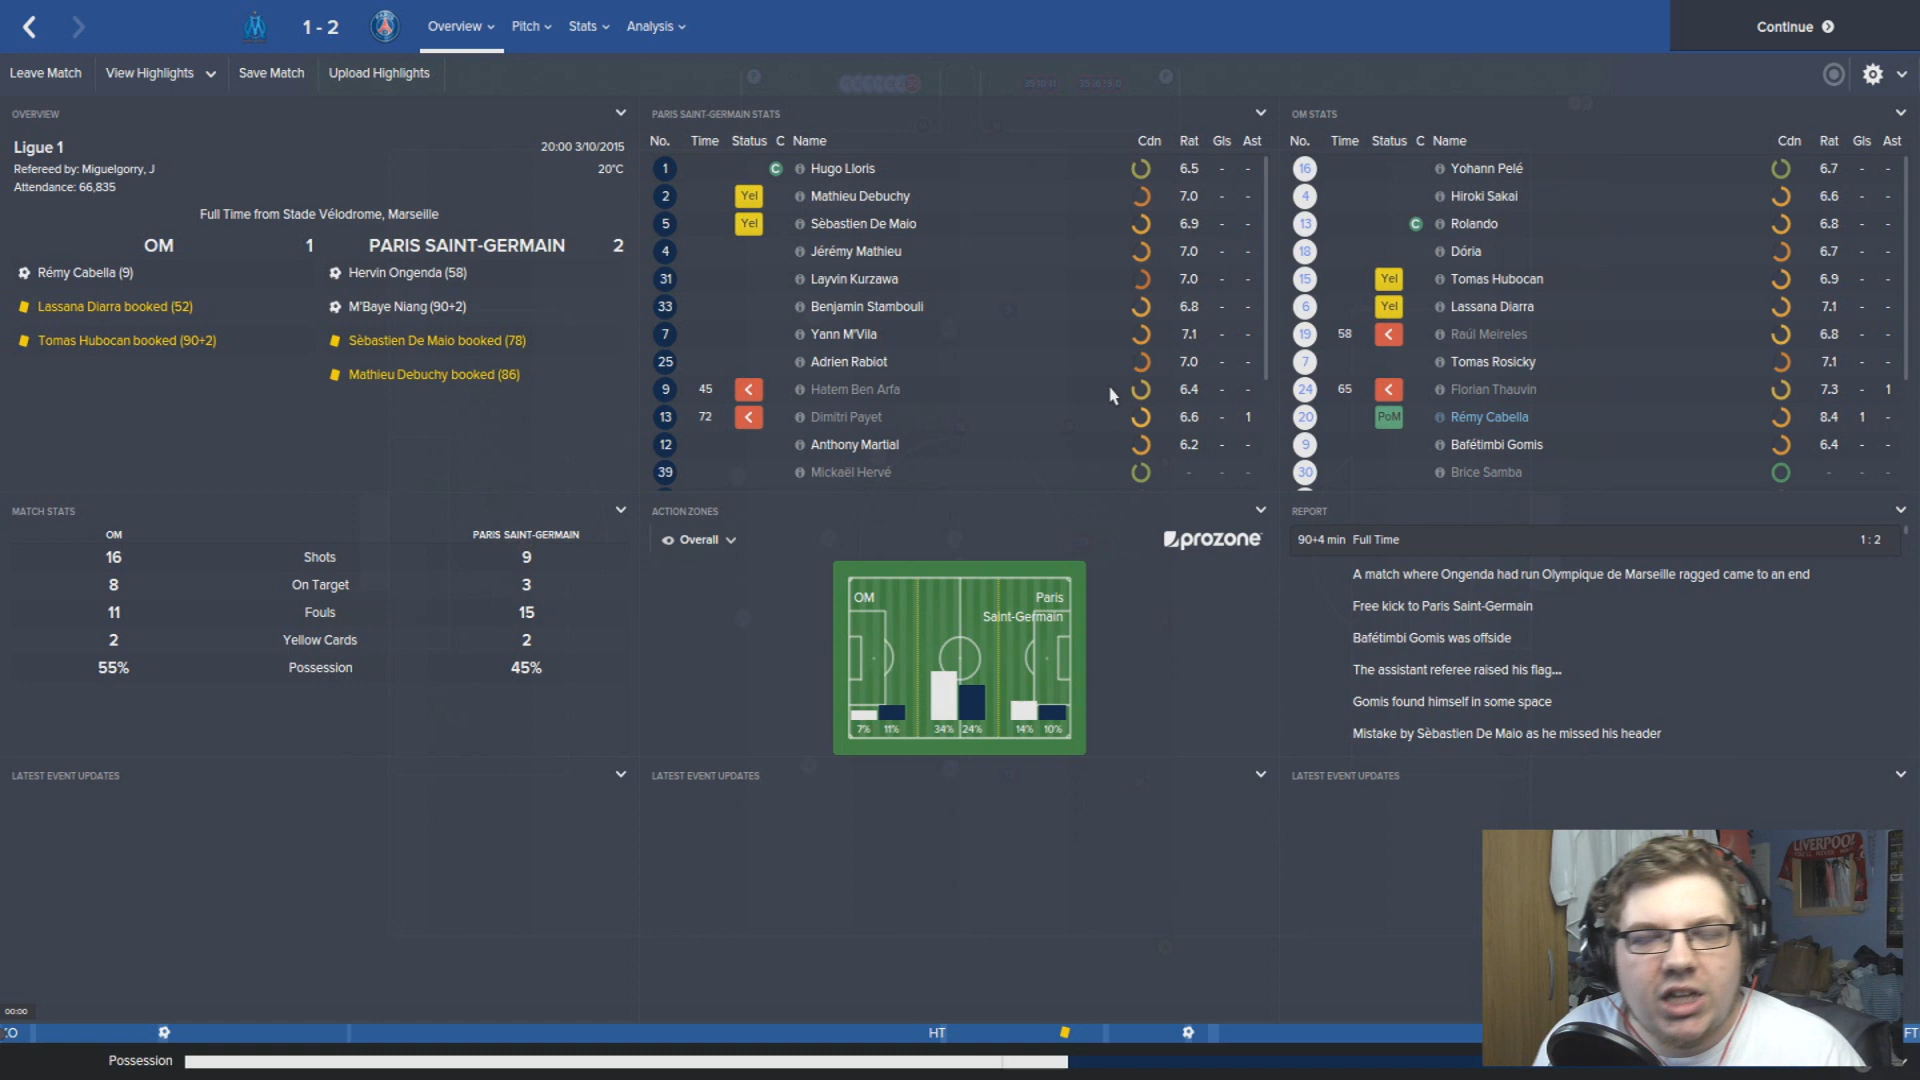 1 - 2
Overview
Pitch
Stats
Analysis
Continue
Leave Match
View Highlights
Save Match
Upload Highlights
OVERVIEW
Ligue 1
20:00 3/10/2015
Refereed by: Miguelgorry, J
20°C
Attendance: 66,835
Full Time from Stade Vélodrome, Marseille
OM 1 PARIS SAINT-GERMAIN 2
Rémy Cabella (9)
Hervin Ongenda (58)
Lassana Diarra booked (52)
M'Baye Niang (90+2)
Tomas Hubocan booked (90+2)
Sèbastien De Maio booked (78)
Mathieu Debuchy booked (86)
PARIS SAINT-GERMAIN STATS
No. Time Status C Name Cdn Rat Gls Ast
1 C Hugo Lloris 6.5 - -
2 Yel Mathieu Debuchy 7.0 - -
5 Yel Sèbastien De Maio 6.9 - -
4 Jérémy Mathieu 7.0 - -
31 Layvin Kurzawa 7.0 - -
33 Benjamin Stambouli 6.8 - -
7 Yann M'Vila 7.1 - -
25 Adrien Rabiot 7.0 - -
9 45 Hatem Ben Arfa 6.4 - -
13 72 Dimitri Payet 6.6 - 1
12 Anthony Martial 6.2 - -
39 Mickaël Hervé - - -
OM STATS
No. Time Status C Name Cdn Rat Gls Ast
16 Yohann Pelé 6.7 - -
4 Hiroki Sakai 6.6 - -
13 C Rolando 6.8 - -
18 Dória 6.7 - -
15 Yel Tomas Hubocan 6.9 - -
6 Yel Lassana Diarra 7.1 - -
19 58 Raúl Meireles 6.8 - -
7 Tomas Rosicky 7.1 - -
24 65 Florian Thauvin 7.3 - 1
20 PoM Rémy Cabella 8.4 1 -
9 Bafétimbi Gomis 6.4 - -
30 Brice Samba - - -
MATCH STATS
OM PARIS SAINT-GERMAIN
16 Shots 9
8 On Target 3
11 Fouls 15
2 Yellow Cards 2
55% Possession 45%
ACTION ZONES
Overall
prozone
OM
Paris
Saint-Germain
7% 11% 34% 24% 14% 10%
REPORT
90+4 min Full Time 1 : 2
A match where Ongenda had run Olympique de Marseille ragged came to an end
Free kick to Paris Saint-Germain
Bafétimbi Gomis was offside
The assistant referee raised his flag...
Gomis found himself in some space
Mistake by Sèbastien De Maio as he missed his header
LATEST EVENT UPDATES
LATEST EVENT UPDATES
LATEST EVENT UPDATES
LIVERPOOL
00:00
HT
FT
Possession